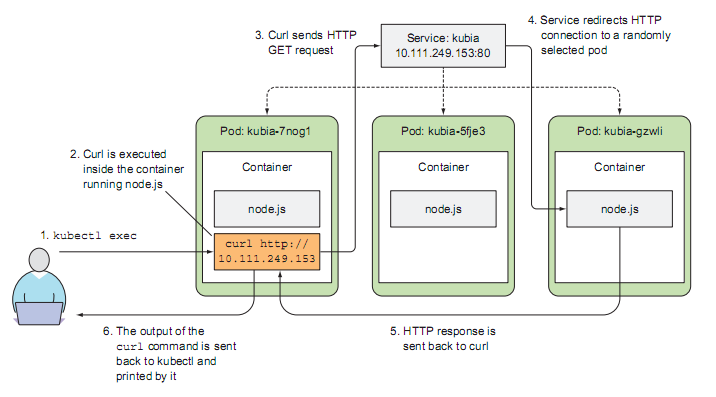 3. Curl sends HTTP
GET request
Service: kubia
10.111.249.153:80
4. Service redirects HTTP
connection to a randomly
selected pod
Pod: kubia-7nog1
Pod: kubia-5fje3
Pod: kubia-gzwli
2. Curl is executed
inside the container
running node.js
Container
Container
Container
node.js
node.js
node.js
1. kubectl exec
curl http://
10.111.249.153
6. The output of the
curl command is sent
back to kubectl and
printed by it
5. HTTP response is
sent back to curl